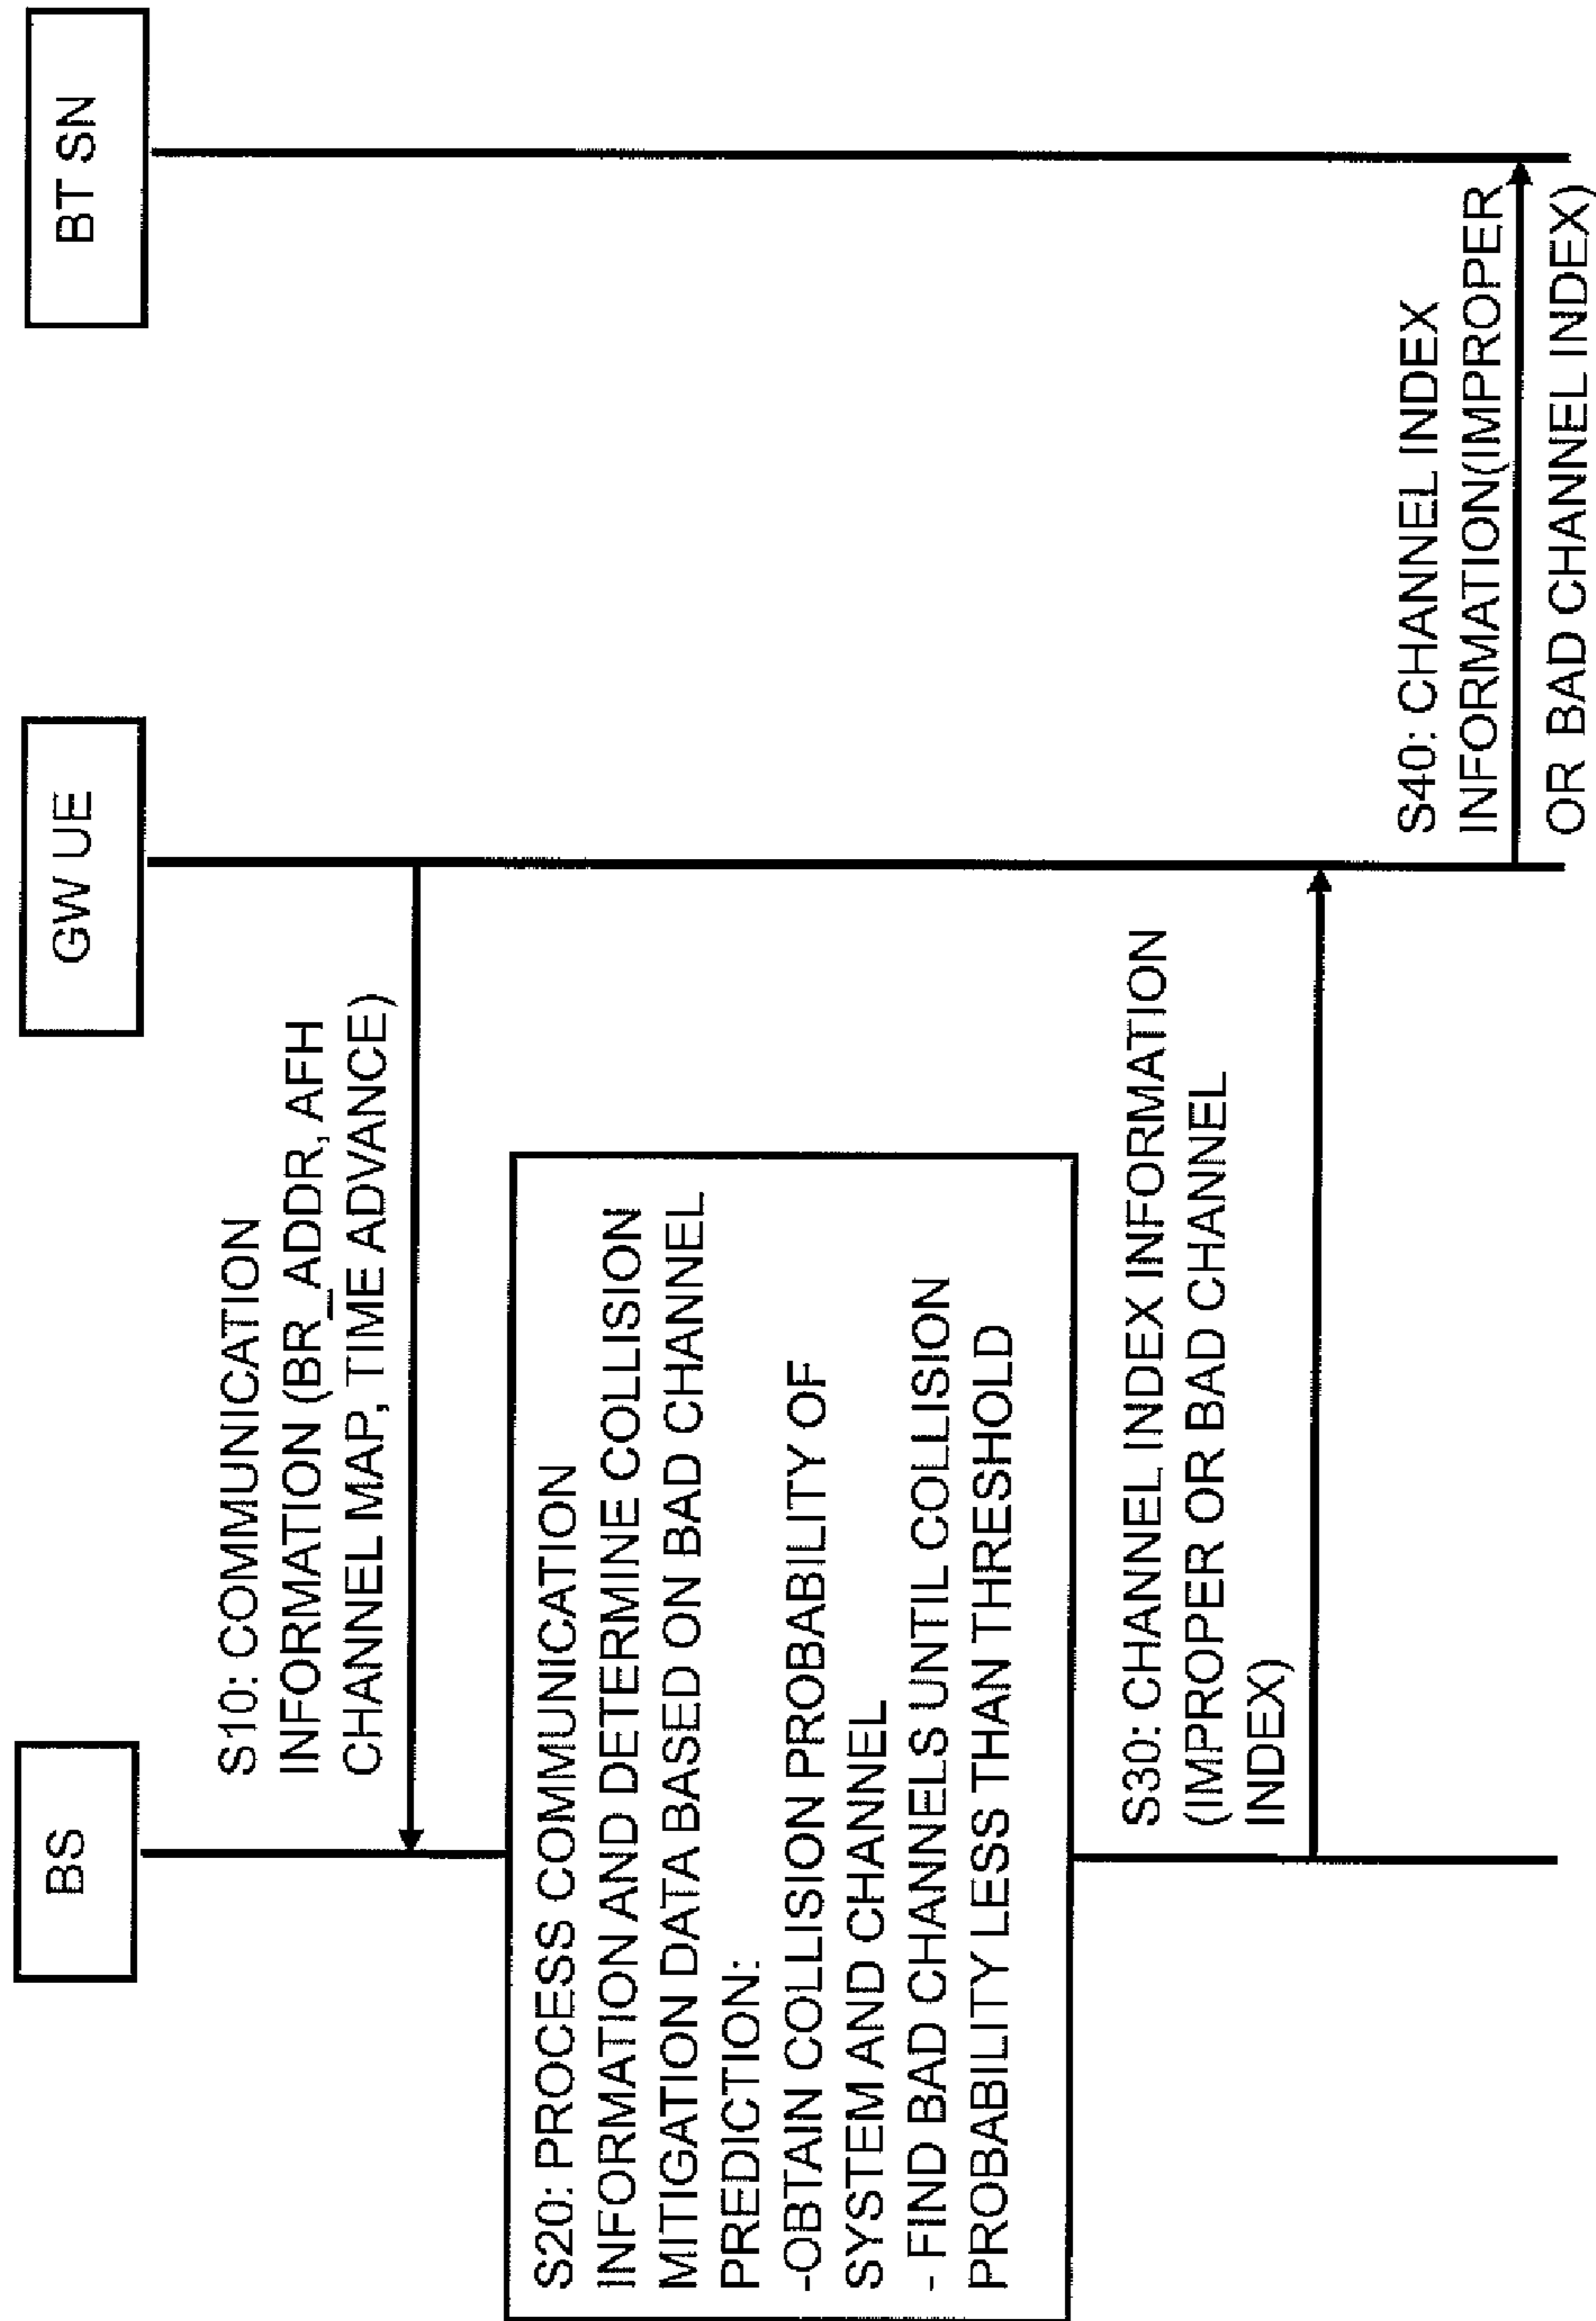 BS
GW UE
BT SN
S10: COMMUNICATION
INFORMATION (BR_ADDR, AFH
CHANNEL MAP, TIME ADVANCE)
S20: PROCESS COMMUNICATION
INFORMATION AND DETERMINE COLLISION
MITIGATION DATA BASED ON BAD CHANNEL
PREDICTION:
-OBTAIN COLLISION PROBABILITY OF
SYSTEM AND CHANNEL
- FIND BAD CHANNELS UNTIL COLLISION
PROBABILITY LESS THAN THRESHOLD
S30: CHANNEL INDEX INFORMATION
(IMPROPER OR BAD CHANNEL
INDEX)
S40: CHANNEL INDEX
INFORMATION(IMPROPER
OR BAD CHANNEL INDEX)